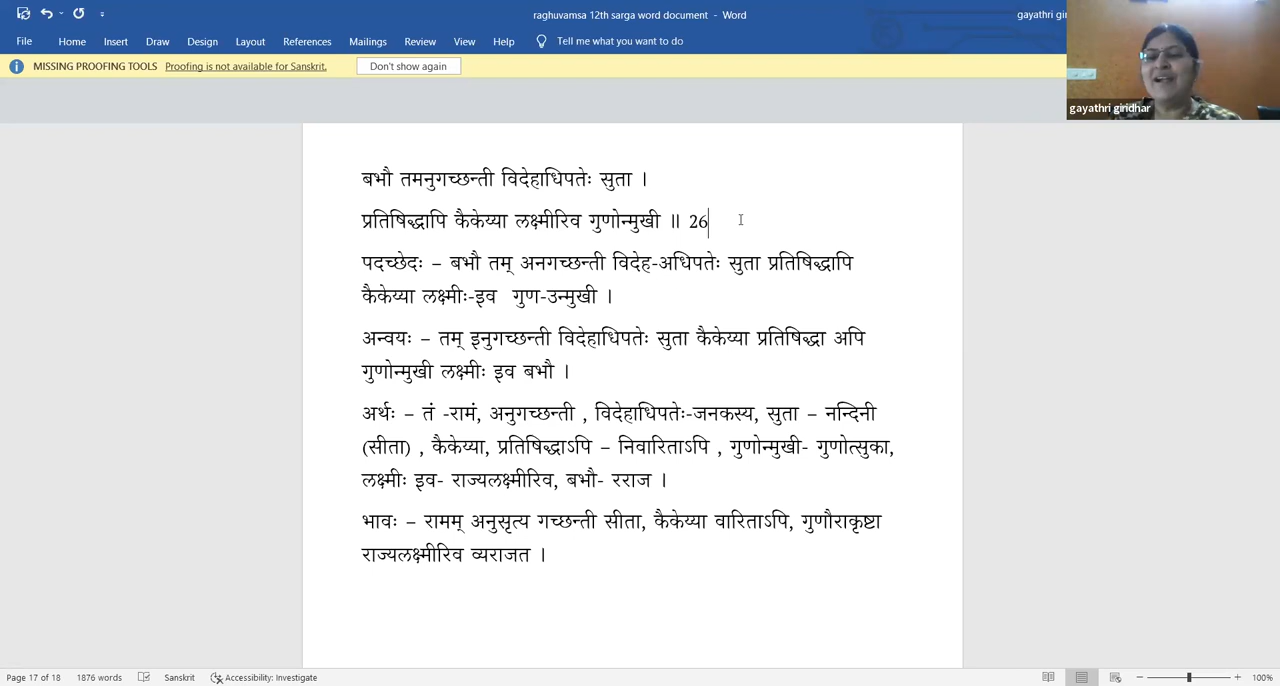 raghuvamsa 12th sarga word document - Word
gayathri gir
File Home Insert Draw Design Layout References Mailings Review View Help Tell me what you want to do
MISSING PROOFING TOOLS Proofing is not available for Sanskrit. Don't show again
gayathri giridhar
बभौ तमनुगच्छन्ती विदेहाधिपतेः सुता ।
प्रतिषिद्धापि कैकेय्या लक्ष्मीरिव गुणोन्मुखी ॥ 26
पदच्छेदः – बभौ तम् अनगच्छन्ती विदेह-अधिपतेः सुता प्रतिषिद्धापि
कैकेय्या लक्ष्मीः-इव गुण-उन्मुखी ।
अन्वयः – तम् इनुगच्छन्ती विदेहाधिपतेः सुता कैकेय्या प्रतिषिद्धा अपि
गुणोन्मुखी लक्ष्मीः इव बभौ ।
अर्थः – तं -रामं, अनुगच्छन्ती , विदेहाधिपतेः-जनकस्य, सुता – नन्दिनी
(सीता) , कैकेय्या, प्रतिषिद्धाऽपि – निवारिताऽपि , गुणोन्मुखी- गुणोत्सुका,
लक्ष्मीः इव- राज्यलक्ष्मीरिव, बभौ- रराज ।
भावः – रामम् अनुसृत्य गच्छन्ती सीता, कैकेय्या वारिताऽपि, गुणौराकृष्टा
राज्यलक्ष्मीरिव व्यराजत ।
Page 17 of 18 1876 words Sanskrit Accessibility: Investigate 100%